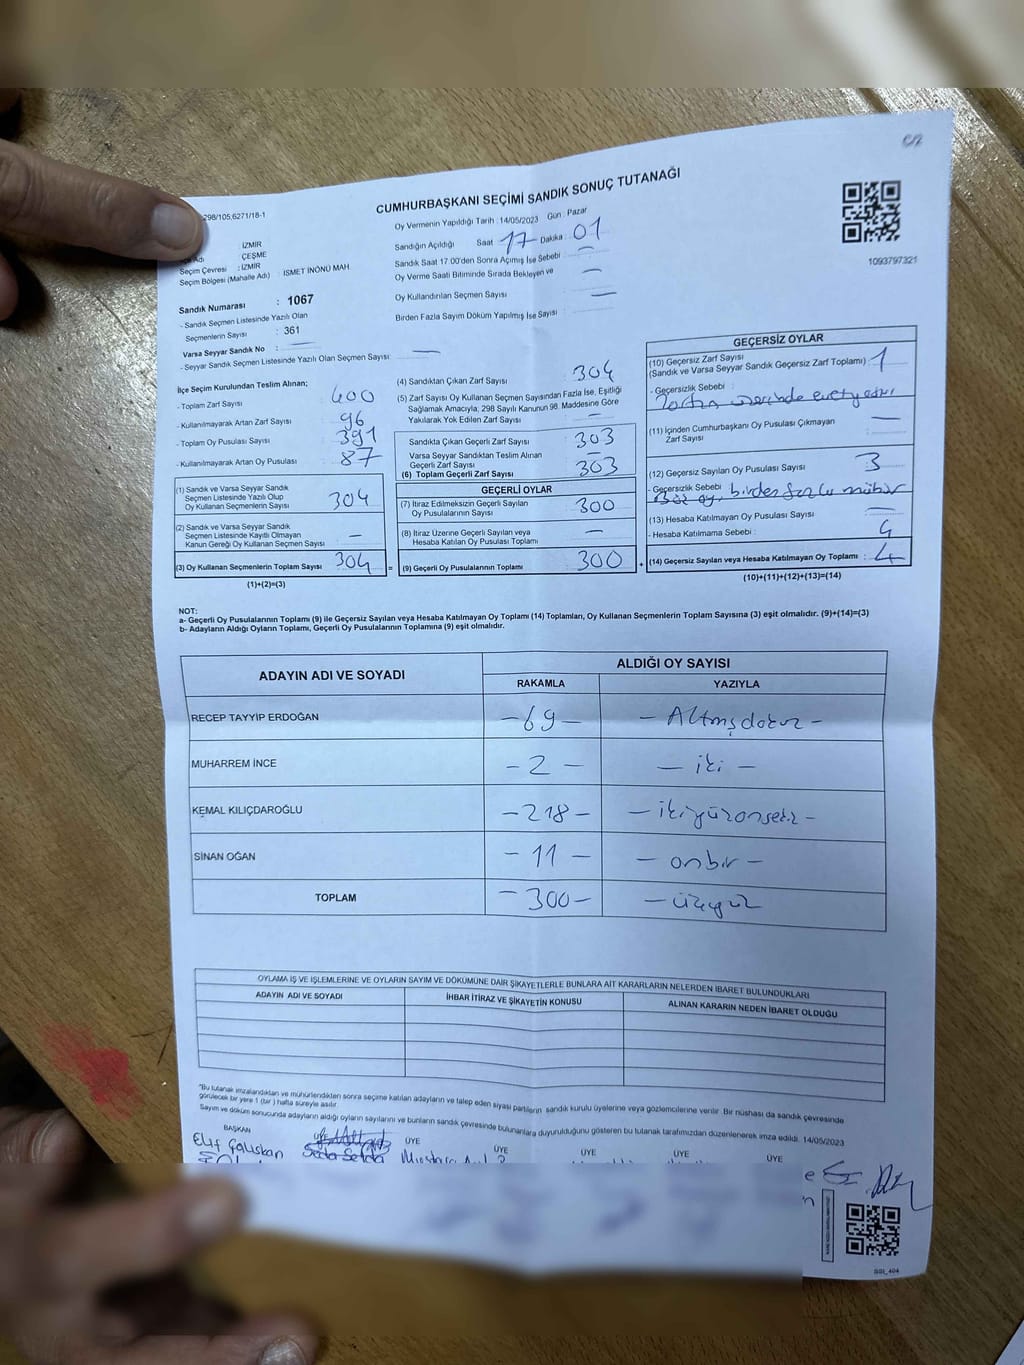 C/2
298/105,6271/18-1
CUMHURBAŞKANI SEÇİMİ SANDIK SONUÇ TUTANAĞI
Oy Vermenin Yapıldığı Tarih : 14/05/2023 Gün : Pazar
Sandığın Açıldığı Saat 17 Dakika : 01
Sandık Saat 17.00'den Sonra Açımış İse Sebebi : —
Oy Verme Saati Bitiminde Sırada Bekleyen ve —
Oy Kullandırılan Seçmen Sayısı : —
Birden Fazla Sayım Döküm Yapılmış İse Sayısı :
1093797321
İZMİR
Adı ÇEŞME
Seçim Çevresi : İZMİR
Seçim Bölgesi (Mahalle Adı) : İSMET İNÖNÜ MAH
Sandık Numarası : 1067
- Sandık Seçmen Listesinde Yazılı Olan
Seçmenlerin Sayısı : 361
Varsa Seyyar Sandık No : —
- Seyyar Sandık Seçmen Listesinde Yazılı Olan Seçmen Sayısı: —
İlçe Seçim Kurulundan Teslim Alınan;
- Toplam Zarf Sayısı : 400
- Kullanılmayarak Artan Zarf Sayısı : 96
- Toplam Oy Pusulası Sayısı : 391
- Kullanılmayarak Artan Oy Pusulası : 87
(1) Sandık ve Varsa Seyyar Sandık
Seçmen Listesinde Yazılı Olup
Oy Kullanan Seçmen Sayısı 304
(2) Sandık ve Varsa Seyyar Sandık
Seçmen Listesinde Kayıtlı Olmayan
Kanun Gereği Oy Kullanan Seçmen Sayısı —
(3) Oy Kullanan Seçmenlerin Toplam Sayısı 304
(1)+(2)=(3)
(4) Sandıktan Çıkan Zarf Sayısı : 304
(5) Zarf Sayısı Oy Kullanan Seçmen Sayısından Fazla İse, Eşitliği
Sağlamak Amacıyla, 298 Sayılı Kanunun 98. Maddesine Göre
Yakılarak Yok Edilen Zarf Sayısı : —
Sandıkta Çıkan Geçerli Zarf Sayısı : 303
Varsa Seyyar Sandıktan Teslim Alınan
Geçerli Zarf Sayısı : —
(6) Toplam Geçerli Zarf Sayısı : 303
GEÇERLİ OYLAR
(7) İtiraz Edilmeksizin Geçerli Sayılan
Oy Pusulalarının Sayısı : 300
(8) İtiraz Üzerine Geçerli Sayılan veya
Hesaba Katılan Oy Pusulası Toplamı : —
= (9) Geçerli Oy Pusulalarının Toplamı : 300 +
GEÇERSİZ OYLAR
(10) Geçersiz Zarf Sayısı
(Sandık ve Varsa Seyyar Sandık Geçersiz Zarf Toplamı) : 1
- Geçersizlik Sebebi :
üzerinde
(11) İçinden Cumhurbaşkanı Oy Pusulası Çıkmayan
Zarf Sayısı : —
(12) Geçersiz Sayılan Oy Pusulası Sayısı : 3
- Geçersizlik Sebebi :
oy, birden fazla mühür
(13) Hesaba Katılmayan Oy Pusulası Sayısı : —
- Hesaba Katılmama Sebebi : 4
(14) Geçersiz Sayılan veya Hesaba Katılmayan Oy Toplamı : 4
(10)+(11)+(12)+(13)=(14)
NOT:
a- Geçerli Oy Pusulalarının Toplamı (9) ile Geçersiz Sayılan veya Hesaba Katılmayan Oy Toplamı (14) Toplamları, Oy Kullanan Seçmenlerin Toplam Sayısına (3) eşit olmalıdır. (9)+(14)=(3)
b- Adayların Aldığı Oyların Toplamı, Geçerli Oy Pusulalarının Toplamına (9) eşit olmalıdır.
ADAYIN ADI VE SOYADI ALDIĞI OY SAYISI
RAKAMLA YAZIYLA
RECEP TAYYİP ERDOĞAN - 69 - - Altmışdokuz -
MUHARREM İNCE - 2 - - iki -
KEMAL KILIÇDAROĞLU - 218 - - ikiyüzonsekiz -
SİNAN OĞAN - 11 - - onbir -
TOPLAM - 300 - - üçyüz
OYLAMA İŞ VE İŞLEMLERİNE VE OYLARIN SAYIM VE DÖKÜMÜNE DAİR ŞİKAYETLERLE BUNLARA AİT KARARLARIN NELERDEN İBARET BULUNDUKLARI
ADAYIN ADI VE SOYADI İHBAR İTİRAZ VE ŞİKAYETİN KONUSU ALINAN KARARIN NEDEN İBARET OLDUĞU
"Bu tutanak imzalandıktan ve mühürlendikten sonra seçime katılan adayların ve talep eden siyasi partilerin sandık kurulu üyelerine veya gözlemcilerine verilir. Bir nüshası da sandık çevresinde
görülecek bir yere 1 (bir) hafta süreyle asılır.
Sayım ve döküm sonucunda adayların aldığı oyların sayılarını ve bunların sandık çevresinde bulunanlara duyurulduğunu gösteren bu tutanak tarafımızdan düzenlenerek imza edildi. 14/05/2023
BAŞKAN ÜYE ÜYE ÜYE ÜYE ÜYE ÜYE
Elif Çalışkan